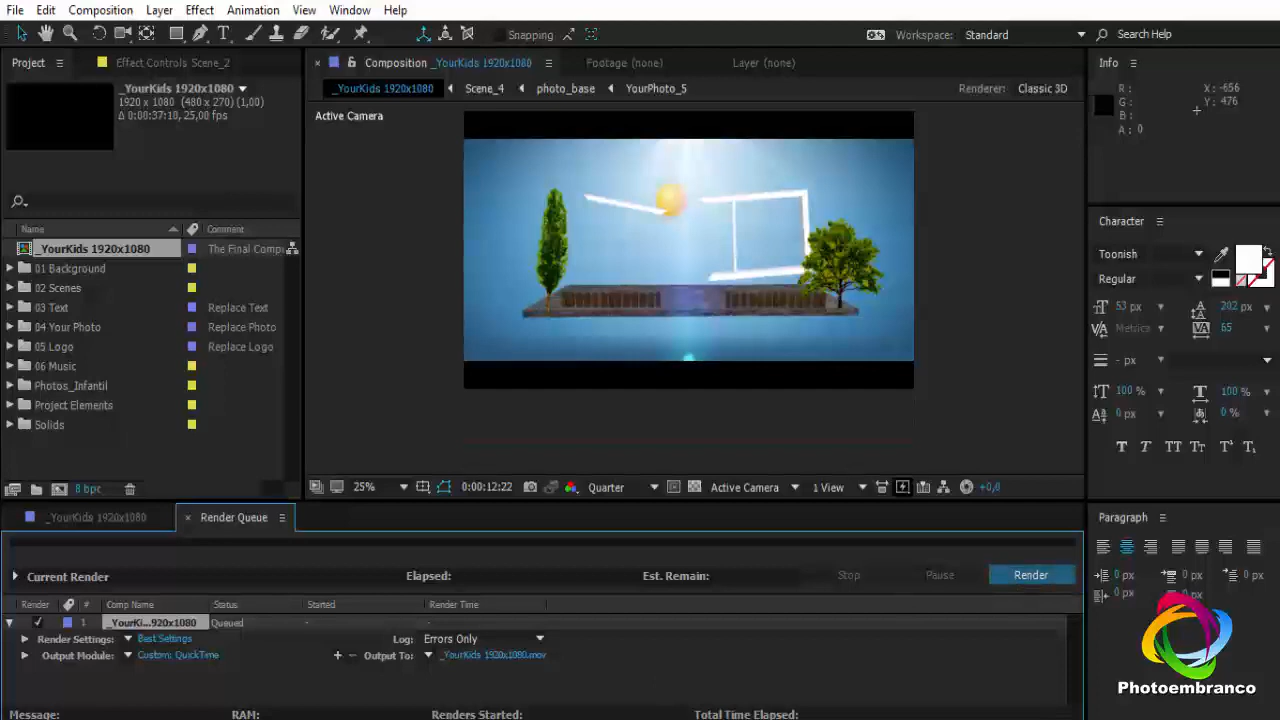 File Edit Composition Layer Effect Animation View Window Help
Snapping Workspace: Standard Search Help
Project Effect Controls Scene_2 Composition _YourKids 1920x1080 Footage (none) Layer (none) Info
_YourKids 1920x1080
1920 x 1080 (480 x 270) (1,00)
Δ 0:00:37:10, 25,00 fps
_YourKids 1920x1080 Scene_4 photo_base YourPhoto_5 Renderer: Classic 3D
Active Camera
R :
G :
B :
A : 0
X : -656
Y : 476
Name Comment
_YourKids 1920x1080 The Final Comp
01 Background
02 Scenes
03 Text Replace Text
04 Your Photo Replace Photo
05 Logo Replace Logo
06 Music
Photos_Infantil
Project Elements
Solids
8 bpc
25% 0:00:12:22 Quarter Active Camera 1 View +0,0
Character
Toonish
Regular
53 px 202 px
Metrics 65
- px
100 % 100 %
0 px 0 %
T T TT Tt T¹ T₁
_YourKids 1920x1080 Render Queue
Current Render Elapsed: Est. Remain: Stop Pause Render
Render # Comp Name Status Started Render Time
1 _YourKi...920x1080 Queued - -
Render Settings: Best Settings Log: Errors Only
Output Module: Custom: QuickTime + – Output To: _YourKids 1920x1080.mov
Message: RAM: Renders Started: Total Time Elapsed:
Paragraph
0 px 0 px 0 px
0 px 0 px
Photoembranco